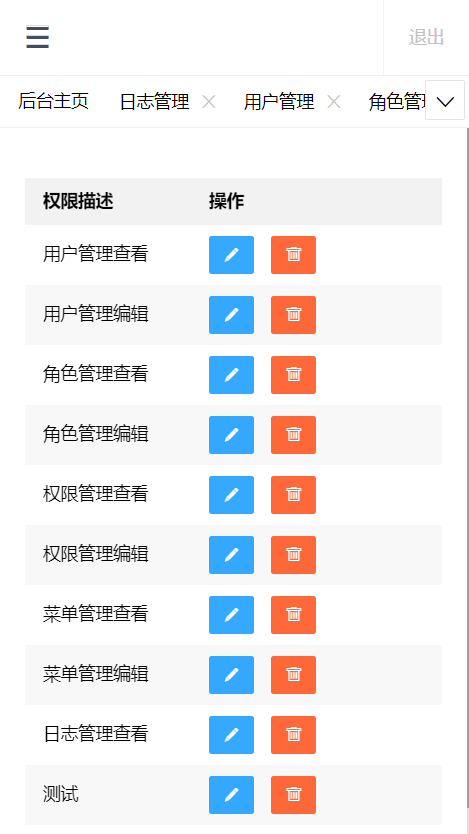 退出
后台主页 日志管理 用户管理 角色管
权限描述 操作
用户管理查看
用户管理编辑
角色管理查看
角色管理编辑
权限管理查看
权限管理编辑
菜单管理查看
菜单管理编辑
日志管理查看
测试